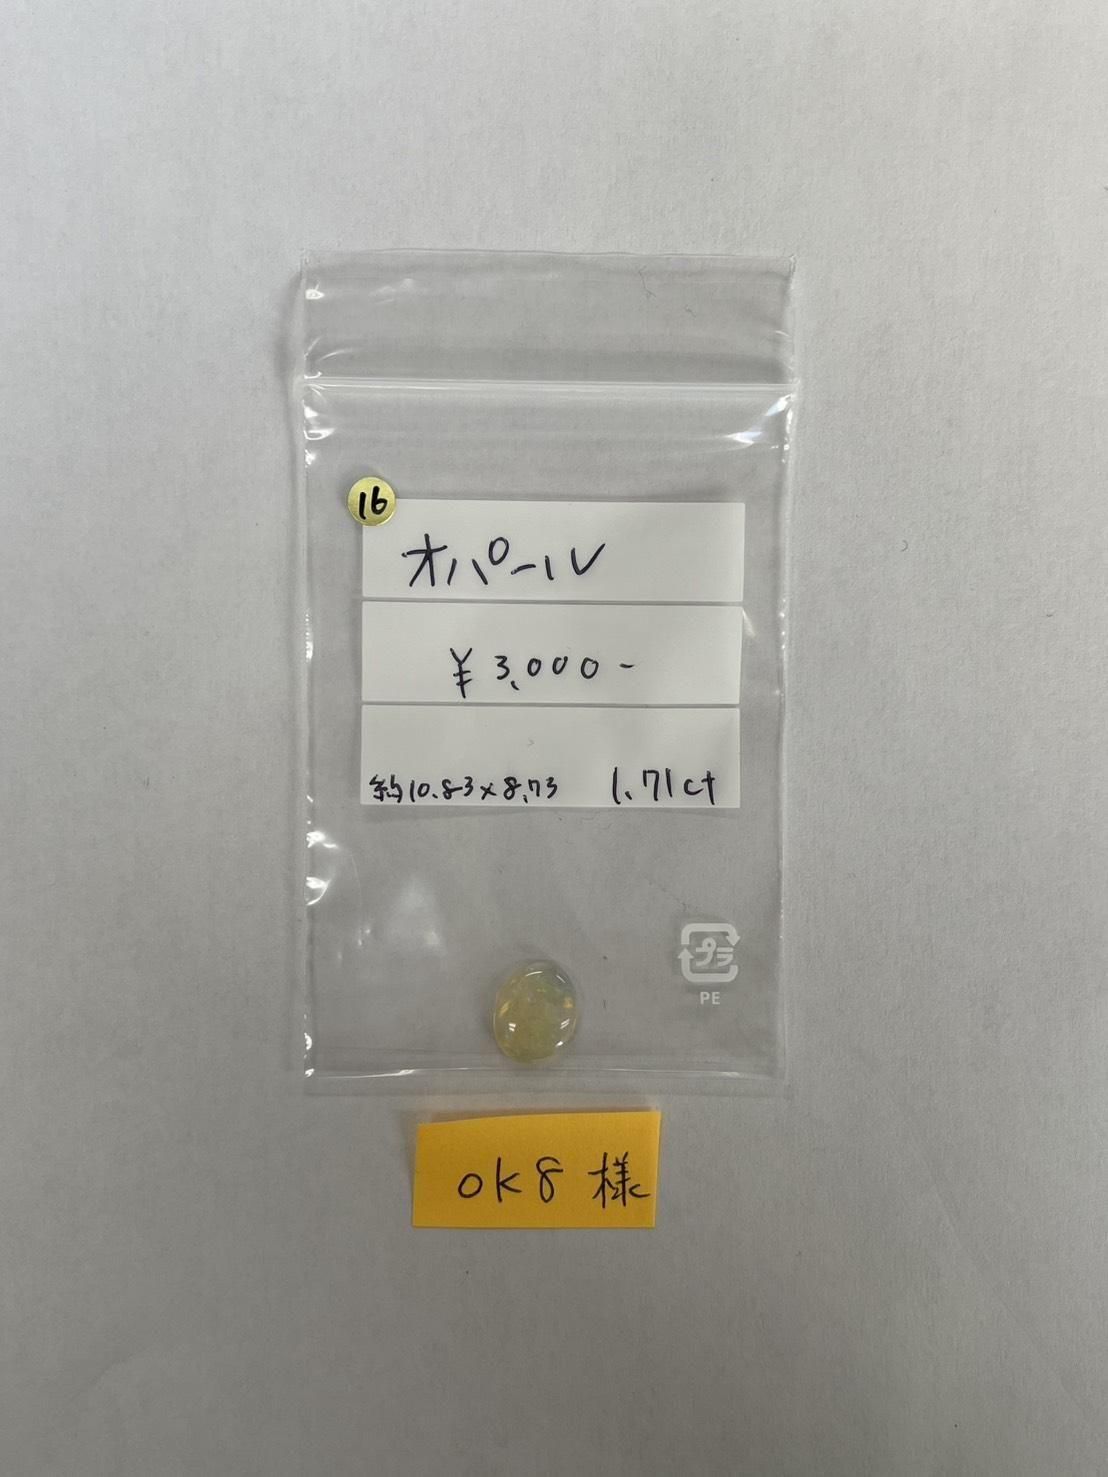 16
オパール
¥3,000-
約10.83×8.73 1.71ct
プラ
PE
ok8 様